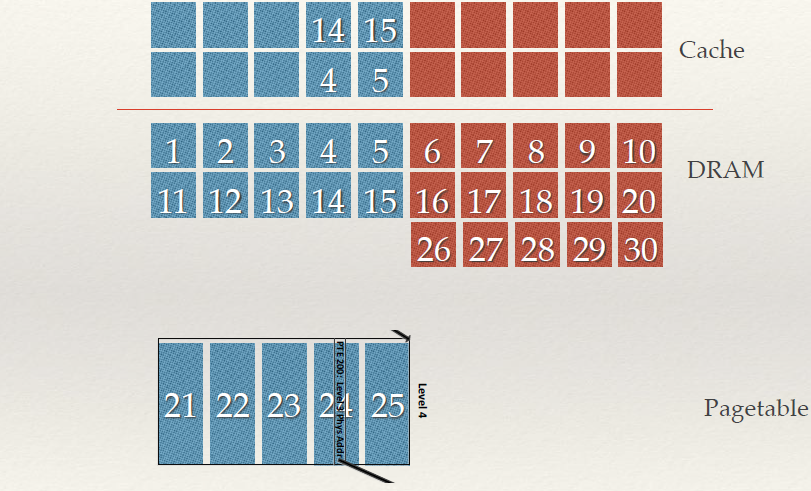 14 15
Cache
4 5
1 2 3 4 5 6 7 8 9 10
DRAM
11 12 13 14 15 16 17 18 19 20
26 27 28 29 30
21 22 23 24 25
Level 4
Pagetable